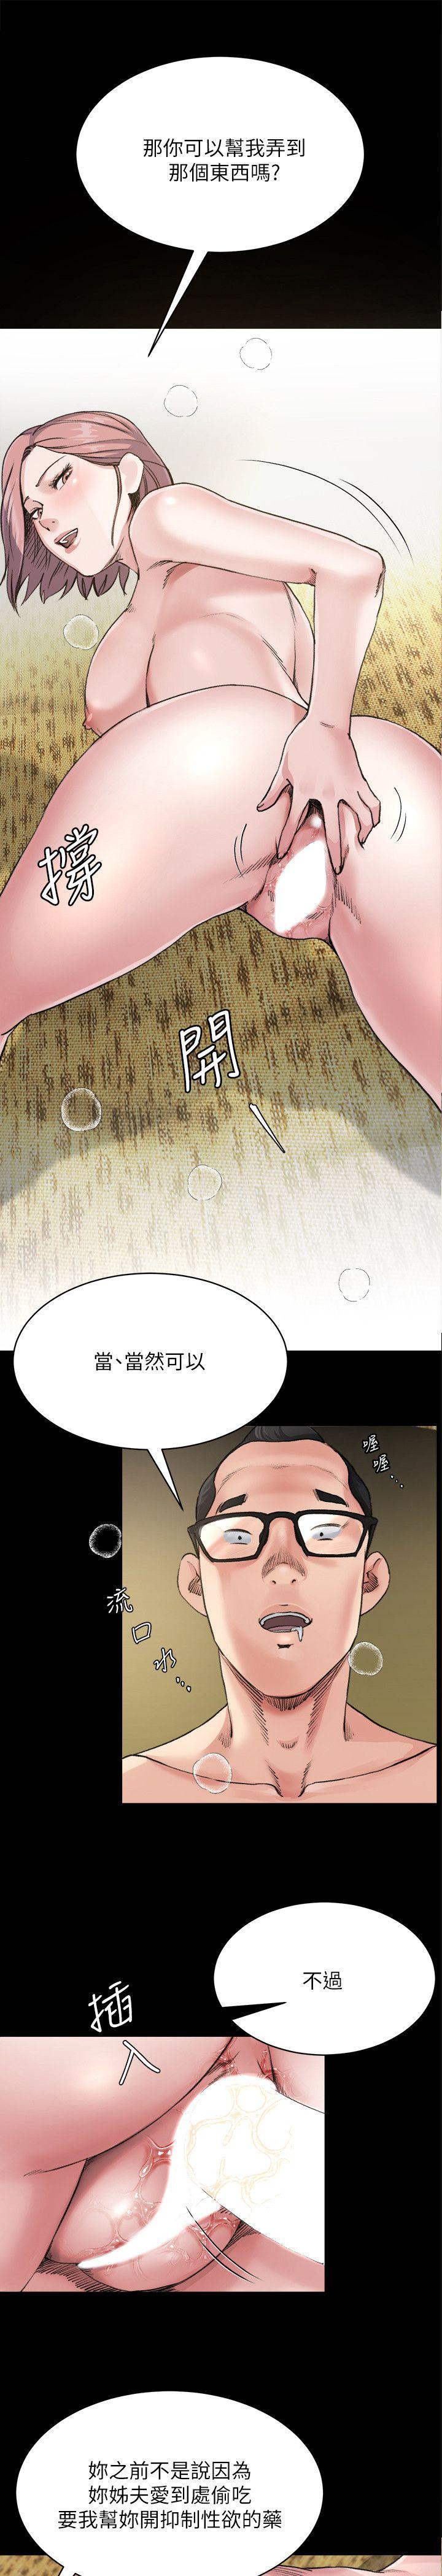 那你可以幫我弄到
那個東西嗎?
撐
開
當、當然可以
喔
喔…
流
口
水…
不過
插
入
妳之前不是說因為
妳姊夫愛到處偷吃
要我幫妳開抑制性欲的藥